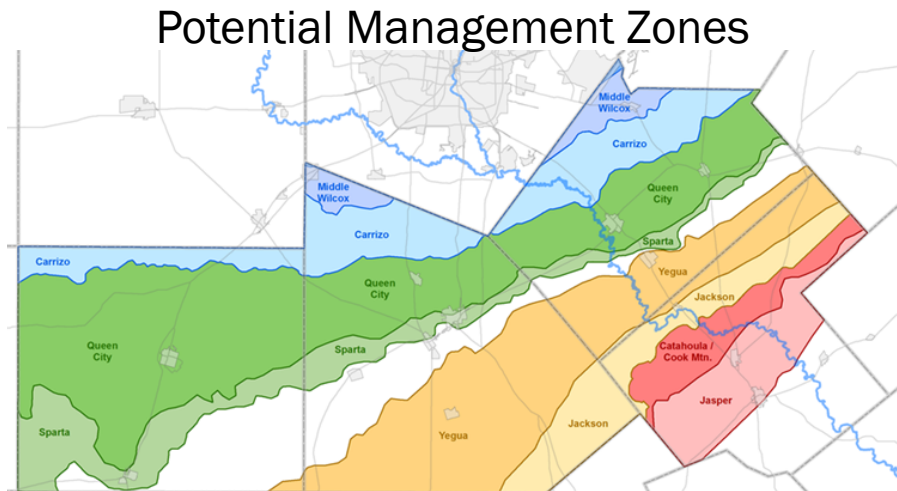 Potential Management Zones
Middle
Wilcox
Carrizo
Middle
Wilcox
Queen
City
Carrizo
Sparta
Carrizo
Yegua
Queen
City
Jackson
Queen
City
Sparta
Catahoula /
Cook Mtn.
Jasper
Sparta
Yegua
Jackson